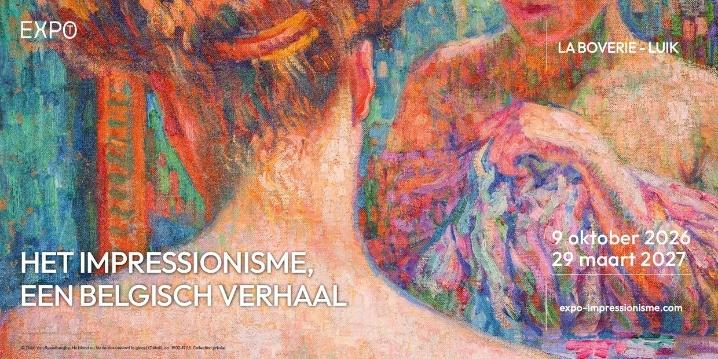 EXPO
LA BOVERIE - LUIK
9 oktober 2026
29 maart 2027
HET IMPRESSIONISME,
EEN BELGISCH VERHAAL
expo-impressionisme.com